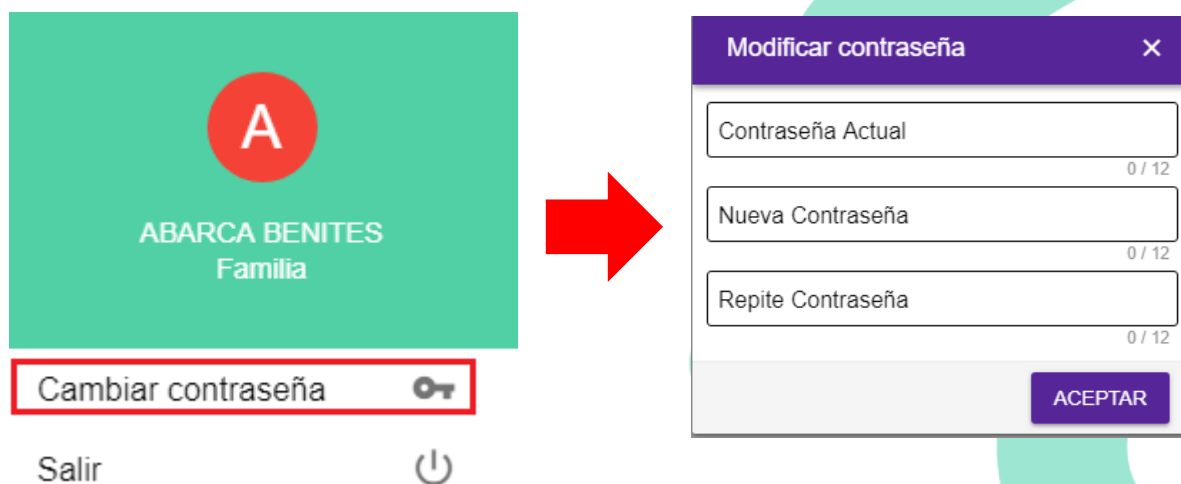 A
ABARCA BENITES
Familia
Cambiar contraseña
Salir
Modificar contraseña
Contraseña Actual
0 / 12
Nueva Contraseña
0 / 12
Repite Contraseña
0 / 12
ACEPTAR